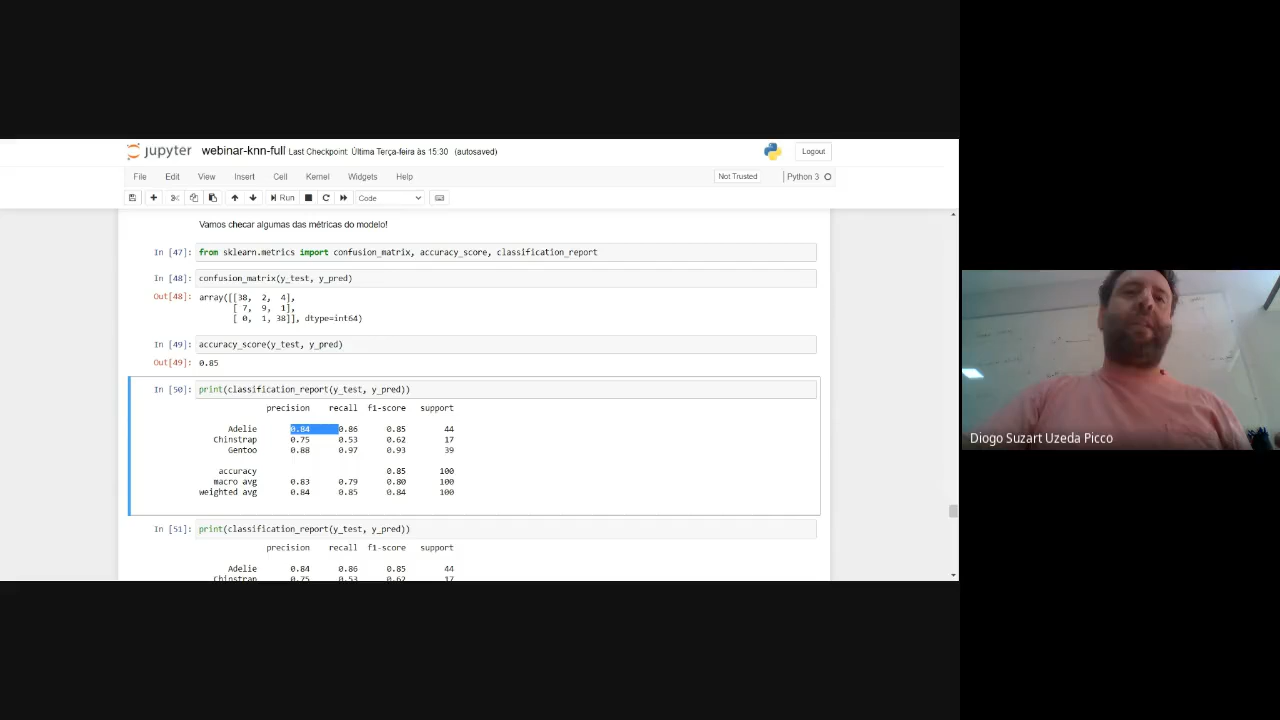 jupyter webinar-knn-full Last Checkpoint: Última Terça-feira às 15:30 (autosaved) Logout
File Edit View Insert Cell Kernel Widgets Help Not Trusted Python 3
Run Code
Vamos checar algumas das métricas do modelo!
In [47]: from sklearn.metrics import confusion_matrix, accuracy_score, classification_report
In [48]: confusion_matrix(y_test, y_pred)
Out[48]: array([[38, 2, 4],
[ 7, 9, 1],
[ 0, 1, 38]], dtype=int64)
In [49]: accuracy_score(y_test, y_pred)
Out[49]: 0.85
In [50]: print(classification_report(y_test, y_pred))
precision recall f1-score support
Adelie 0.84 0.86 0.85 44
Chinstrap 0.75 0.53 0.62 17
Gentoo 0.88 0.97 0.93 39
accuracy 0.85 100
macro avg 0.83 0.79 0.80 100
weighted avg 0.84 0.85 0.84 100
In [51]: print(classification_report(y_test, y_pred))
precision recall f1-score support
Adelie 0.84 0.86 0.85 44
Chinstrap 0.75 0.53 0.62 17
Diogo Suzart Uzeda Picco